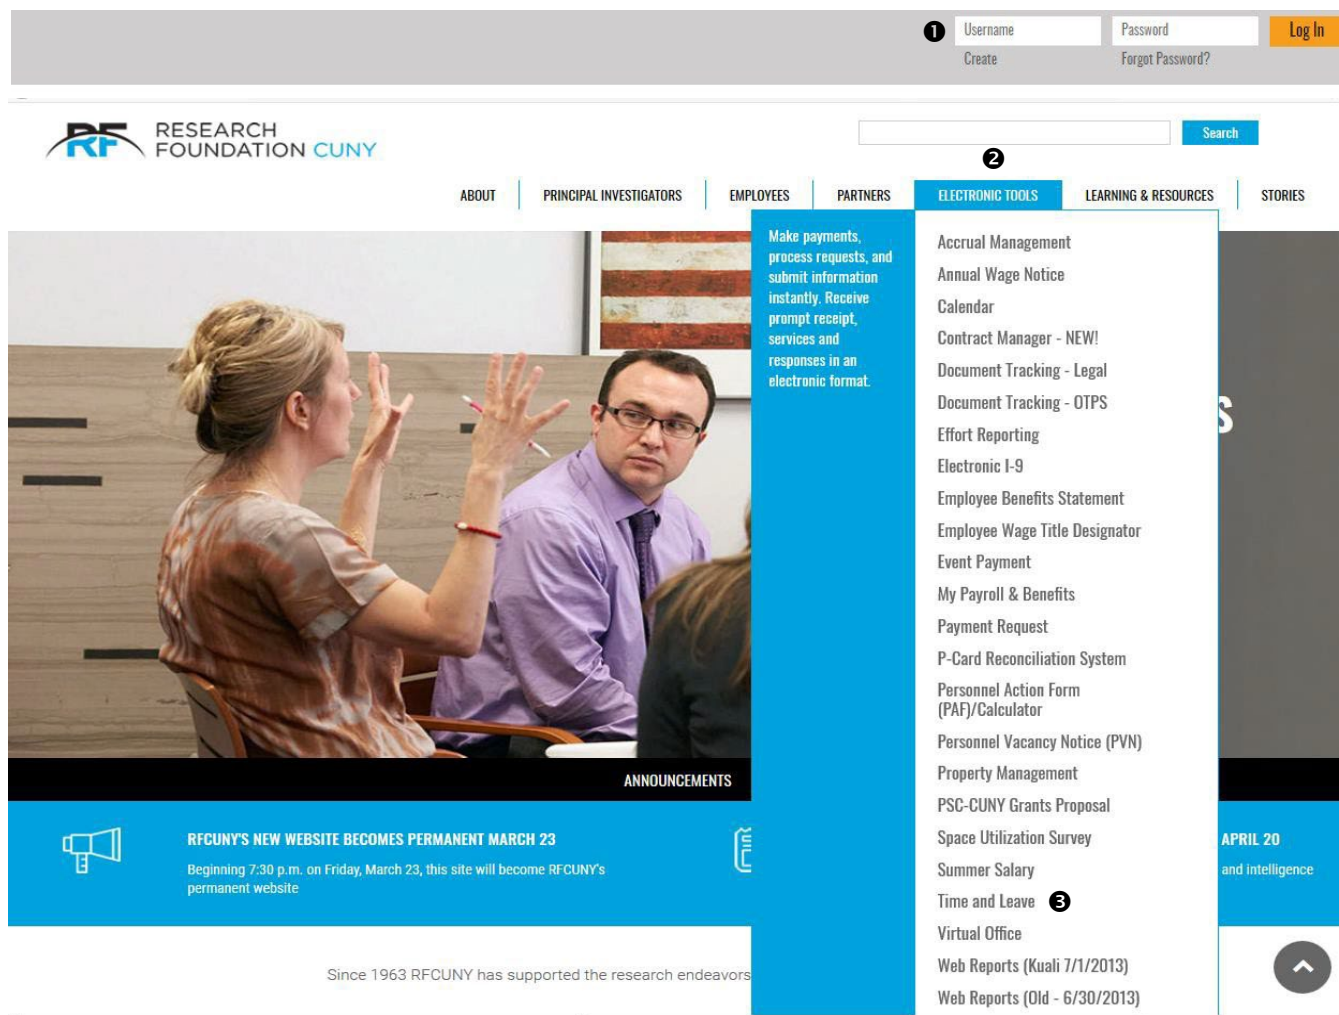 ❶ Username Password Log In
Create Forgot Password?
RF RESEARCH
FOUNDATION CUNY
Search
❷
ABOUT PRINCIPAL INVESTIGATORS EMPLOYEES PARTNERS ELECTRONIC TOOLS LEARNING & RESOURCES STORIES
Make payments,
process requests, and
submit information
instantly. Receive
prompt receipt,
services and
responses in an
electronic format.
Accrual Management
Annual Wage Notice
Calendar
Contract Manager - NEW!
Document Tracking - Legal
Document Tracking - OTPS
Effort Reporting
Electronic I-9
Employee Benefits Statement
Employee Wage Title Designator
Event Payment
My Payroll & Benefits
Payment Request
P-Card Reconciliation System
Personnel Action Form
(PAF)/Calculator
Personnel Vacancy Notice (PVN)
Property Management
PSC-CUNY Grants Proposal
Space Utilization Survey
Summer Salary
Time and Leave ❸
Virtual Office
Web Reports (Kuali 7/1/2013)
Web Reports (Old - 6/30/2013)
S
ANNOUNCEMENTS
RFCUNY'S NEW WEBSITE BECOMES PERMANENT MARCH 23
Beginning 7:30 p.m. on Friday, March 23, this site will become RFCUNY's
permanent website
APRIL 20
and intelligence
Since 1963 RFCUNY has supported the research endeavors